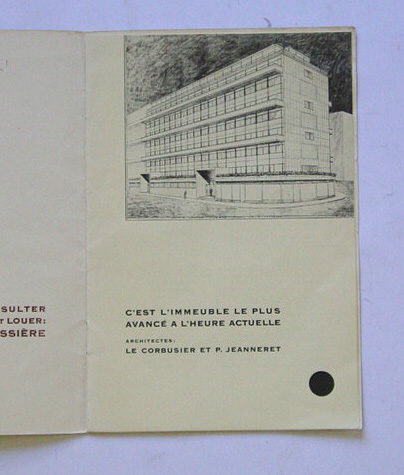 SULTER
T LOUER:
SSIÈRE
C'EST L'IMMEUBLE LE PLUS
AVANCÉ A L'HEURE ACTUELLE
ARCHITECTES:
LE CORBUSIER ET P. JEANNERET